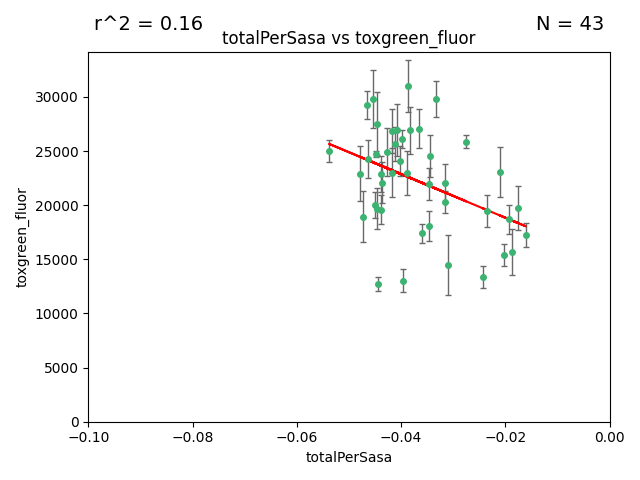 r^2 = 0.16
N = 43
totalPerSasa vs toxgreen_fluor
toxgreen_fluor
30000
25000
20000
15000
10000
5000
0
−0.10
−0.08
−0.06
−0.04
−0.02
0.00
totalPerSasa